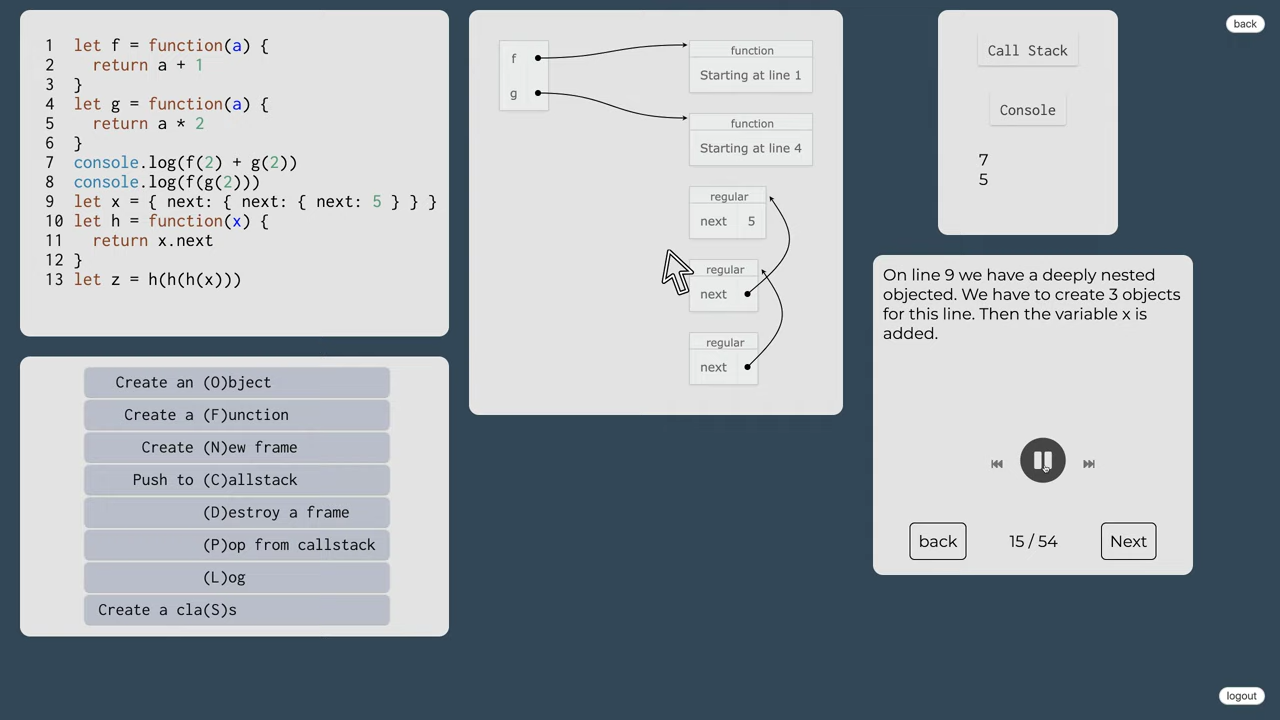 1 let f = function(a) {
2 return a + 1
3 }
4 let g = function(a) {
5 return a * 2
6 }
7 console.log(f(2) + g(2))
8 console.log(f(g(2)))
9 let x = { next: { next: { next: 5 } } }
10 let h = function(x) {
11 return x.next
12 }
13 let z = h(h(h(x)))
Create an (O)bject
Create a (F)unction
Create (N)ew frame
Push to (C)allstack
(D)estroy a frame
(P)op from callstack
(L)og
Create a cla(S)s
f
g
function
Starting at line 1
function
Starting at line 4
regular
next 5
regular
next
regular
next
Call Stack
Console
7
5
back
On line 9 we have a deeply nested
objected. We have to create 3 objects
for this line. Then the variable x is
added.
back 15 / 54 Next
logout